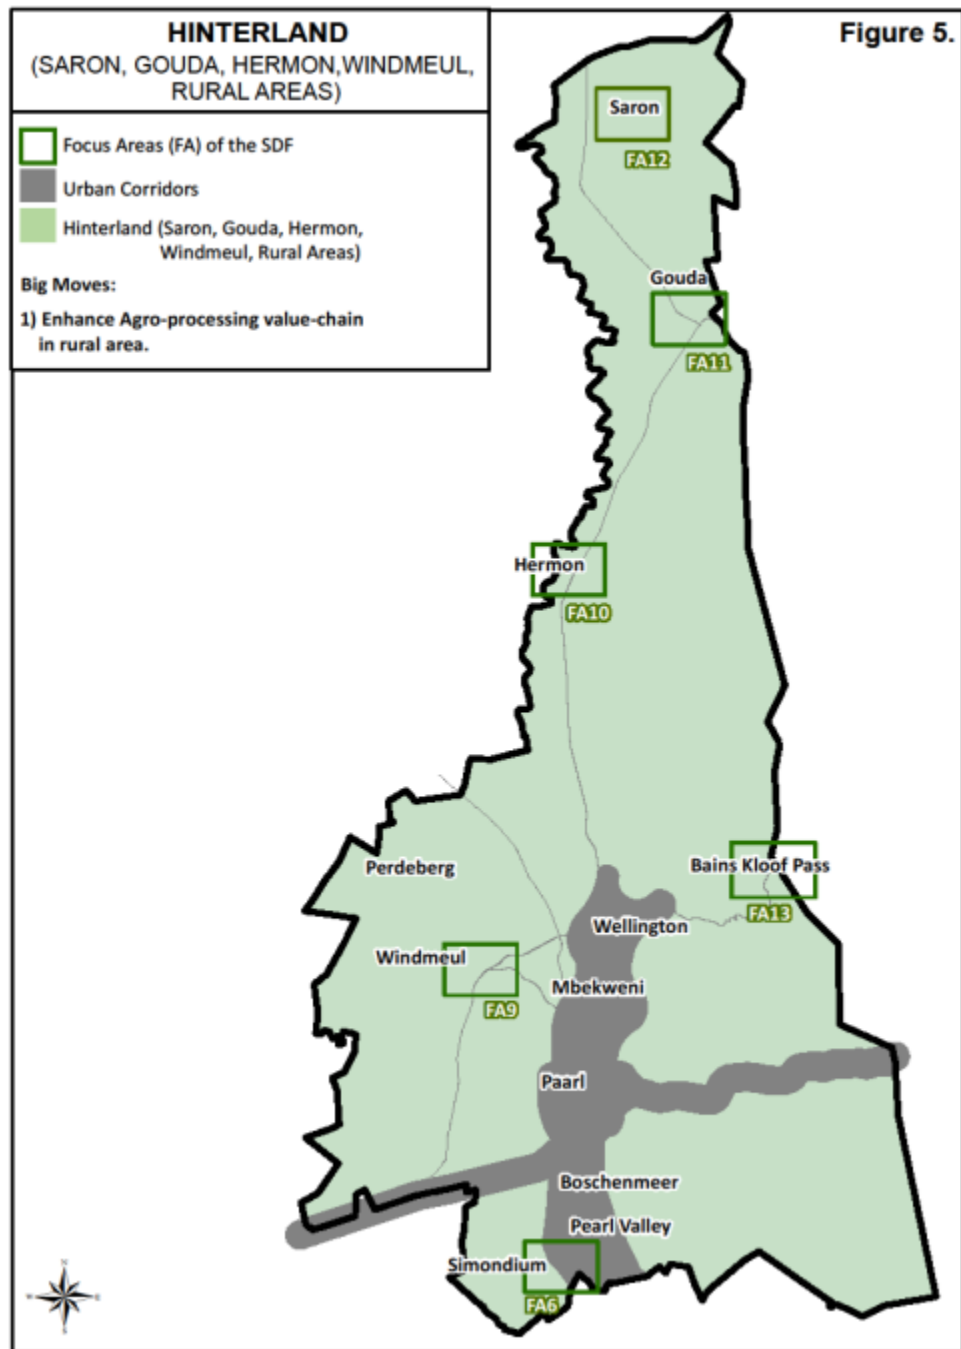 HINTERLAND
(SARON, GOUDA, HERMON,WINDMEUL,
RURAL AREAS)
Figure 5.
Focus Areas (FA) of the SDF
Urban Corridors
Hinterland (Saron, Gouda, Hermon,
Windmeul, Rural Areas)
Big Moves:
1) Enhance Agro-processing value-chain
in rural area.
Saron
FA12
Gouda
FA11
Hermon
FA10
Perdeberg
Bains Kloof Pass
FA13
Wellington
Windmeul
Mbekweni
FA9
Paarl
Boschenmeer
Pearl Valley
Simondium
FA6
N
W
E
S